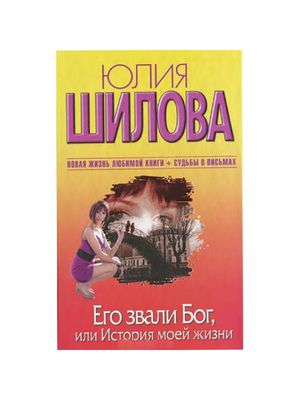 ЮЛИЯ
ШИЛОВА
НОВАЯ ЖИЗНЬ ЛЮБИМОЙ КНИГИ + СУДЬБЫ В ПИСЬМАХ
Его звали Бог,
или История моей жизни